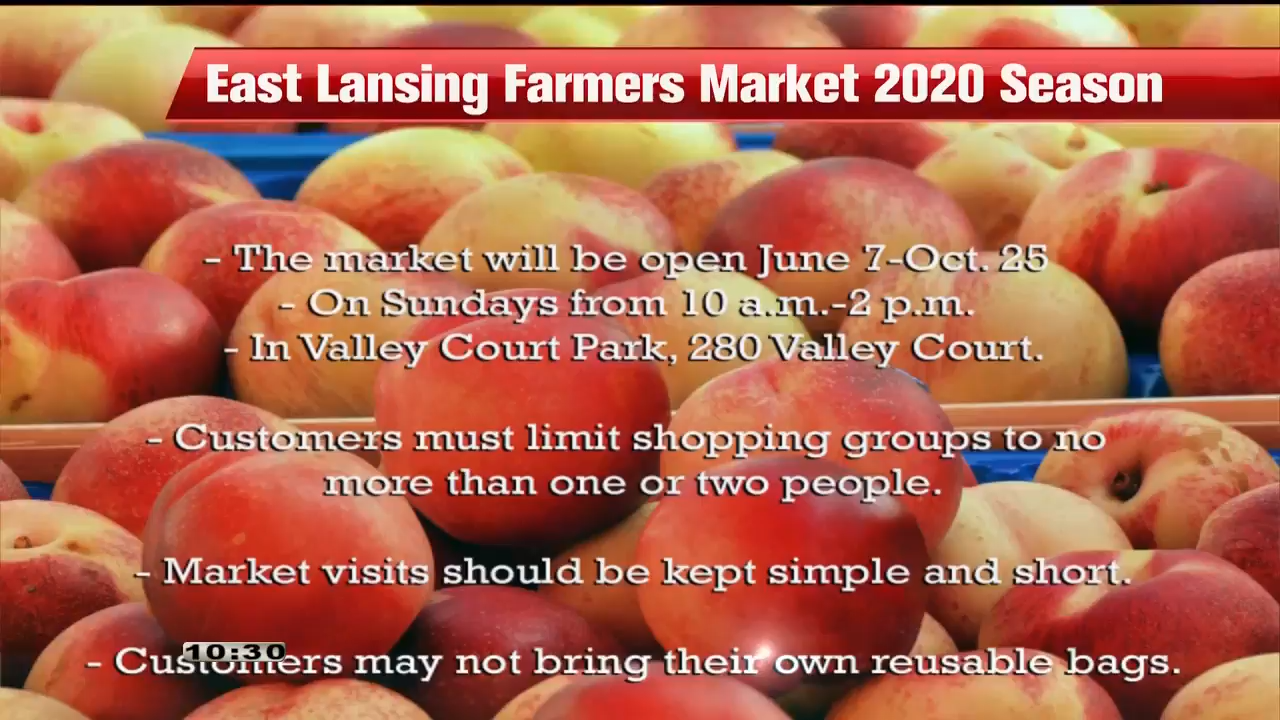 East Lansing Farmers Market 2020 Season
- The market will be open June 7-Oct. 25
- On Sundays from 10 a.m.-2 p.m.
- In Valley Court Park, 280 Valley Court.
- Customers must limit shopping groups to no
more than one or two people.
- Market visits should be kept simple and short.
10:30
- Customers may not bring their own reusable bags.